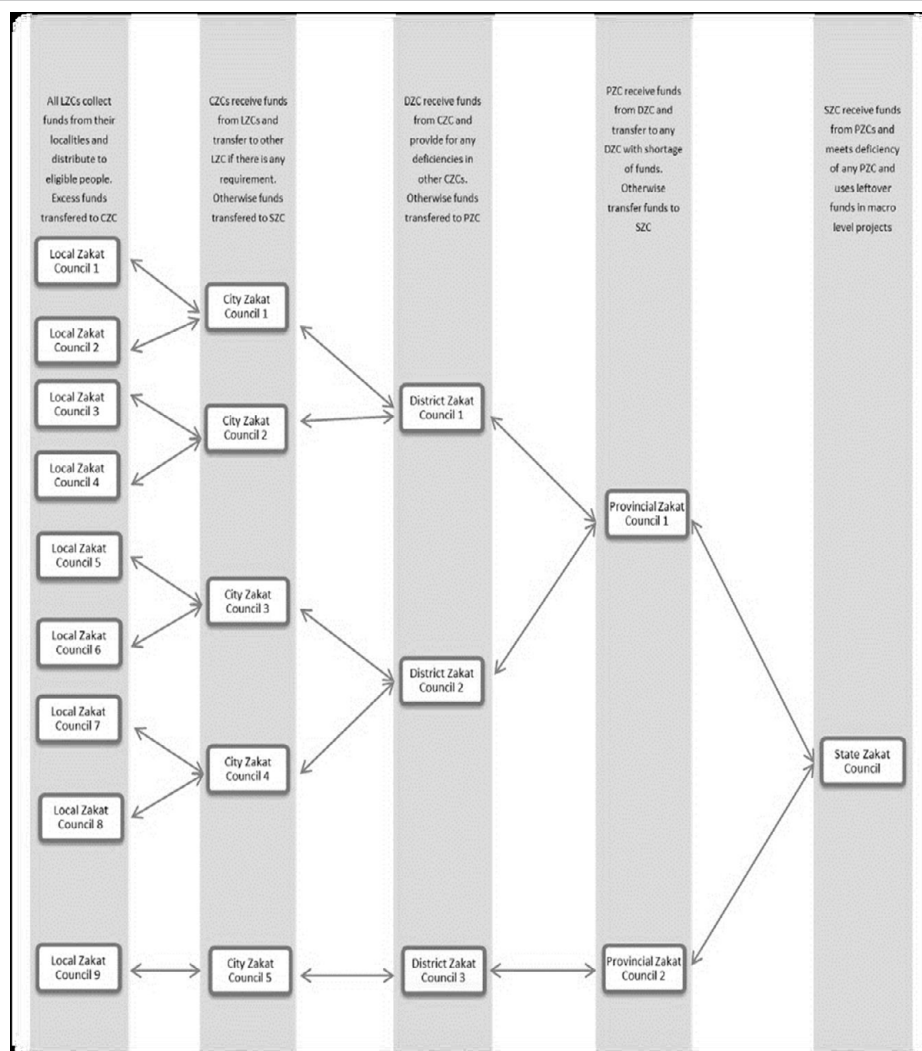 All LZCs collect
funds from their
localities and
distribute to
eligible people.
Excess funds
transfered to CZC
CZCs receive funds
from LZCs and
transfer to other
LZC if there is any
requirement.
Otherwise funds
transfered to SZC
DZC receive funds
from CZC and
provide for any
deficiencies in
other CZCs.
Otherwise funds
transfered to PZC
PZC receive funds
from DZC and
transfer to any
DZC with shortage
of funds.
Otherwise
transfer funds to
SZC
SZC receive funds
from PZCs and
meets deficiency
of any PZC and
uses leftover
funds in macro
level projects
Local Zakat
Council 1
Local Zakat
Council 2
Local Zakat
Council 3
Local Zakat
Council 4
Local Zakat
Council 5
Local Zakat
Council 6
Local Zakat
Council 7
Local Zakat
Council 8
Local Zakat
Council 9
City Zakat
Council 1
City Zakat
Council 2
City Zakat
Council 3
City Zakat
Council 4
City Zakat
Council 5
District Zakat
Council 1
District Zakat
Council 2
District Zakat
Council 3
Provincial Zakat
Council 1
Provincial Zakat
Council 2
State Zakat
Council